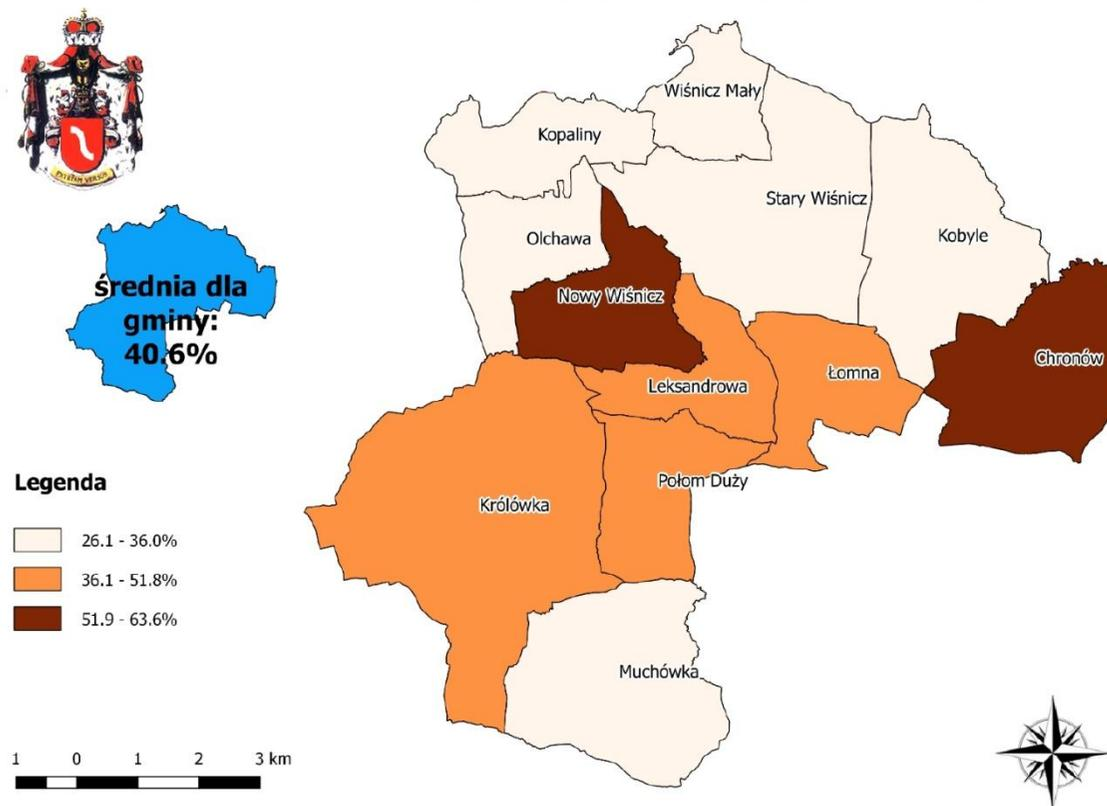 EXTREAM VERSUS
Wiśnicz Mały
Kopaliny
Stary Wiśnicz
Olchawa
Kobyle
średnia dla
gminy:
40.6%
Nowy Wiśnicz
Chronów
Leksandrowa
Łomna
Legenda
Połom Duży
Królówka
26.1 - 36.0%
36.1 - 51.8%
51.9 - 63.6%
Muchówka
1 0 1 2 3 km